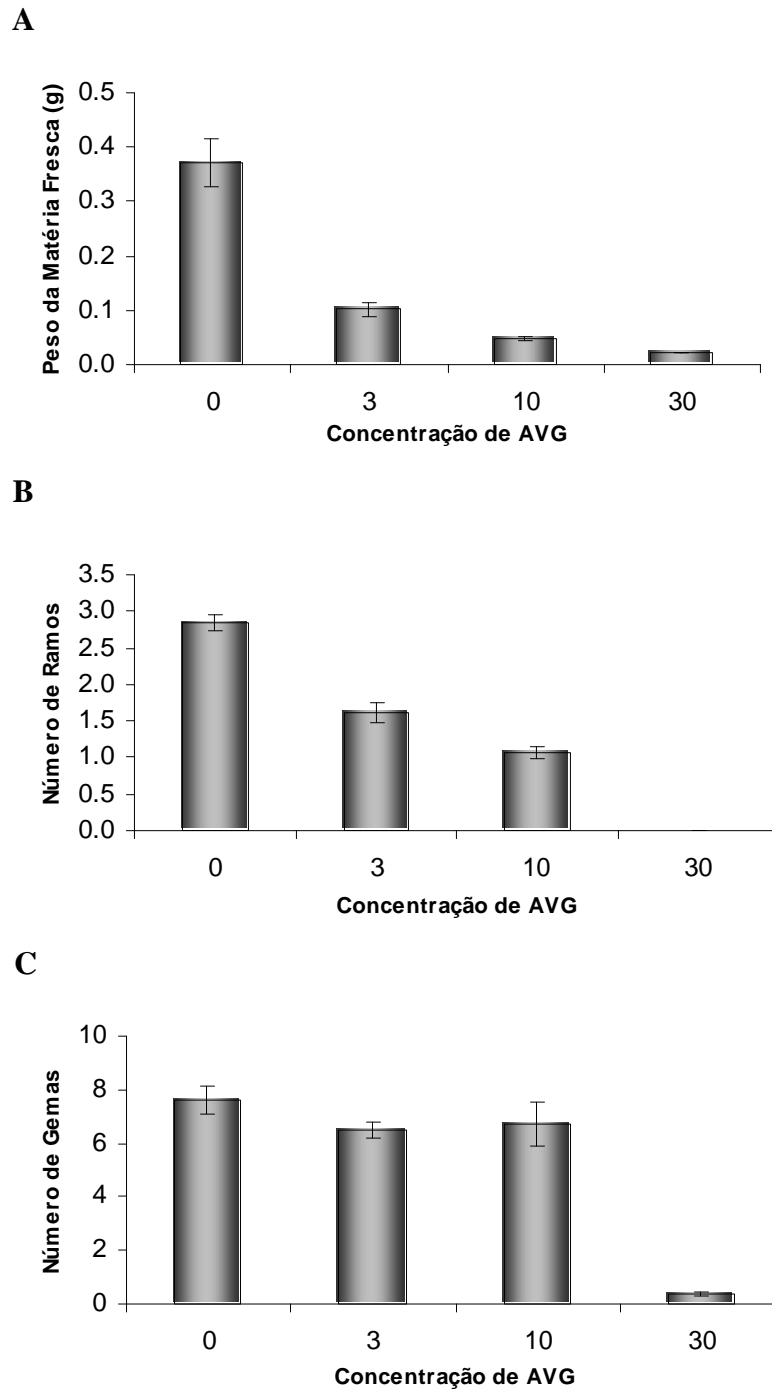 A
Peso da Matéria Fresca (g)
0.5
0.4
0.3
0.2
0.1
0.0
0 3 10 30
Concentração de AVG
B
Número de Ramos
3.5
3.0
2.5
2.0
1.5
1.0
0.5
0.0
0 3 10 30
Concentração de AVG
C
Número de Gemas
10
8
6
4
2
0
0 3 10 30
Concentração de AVG